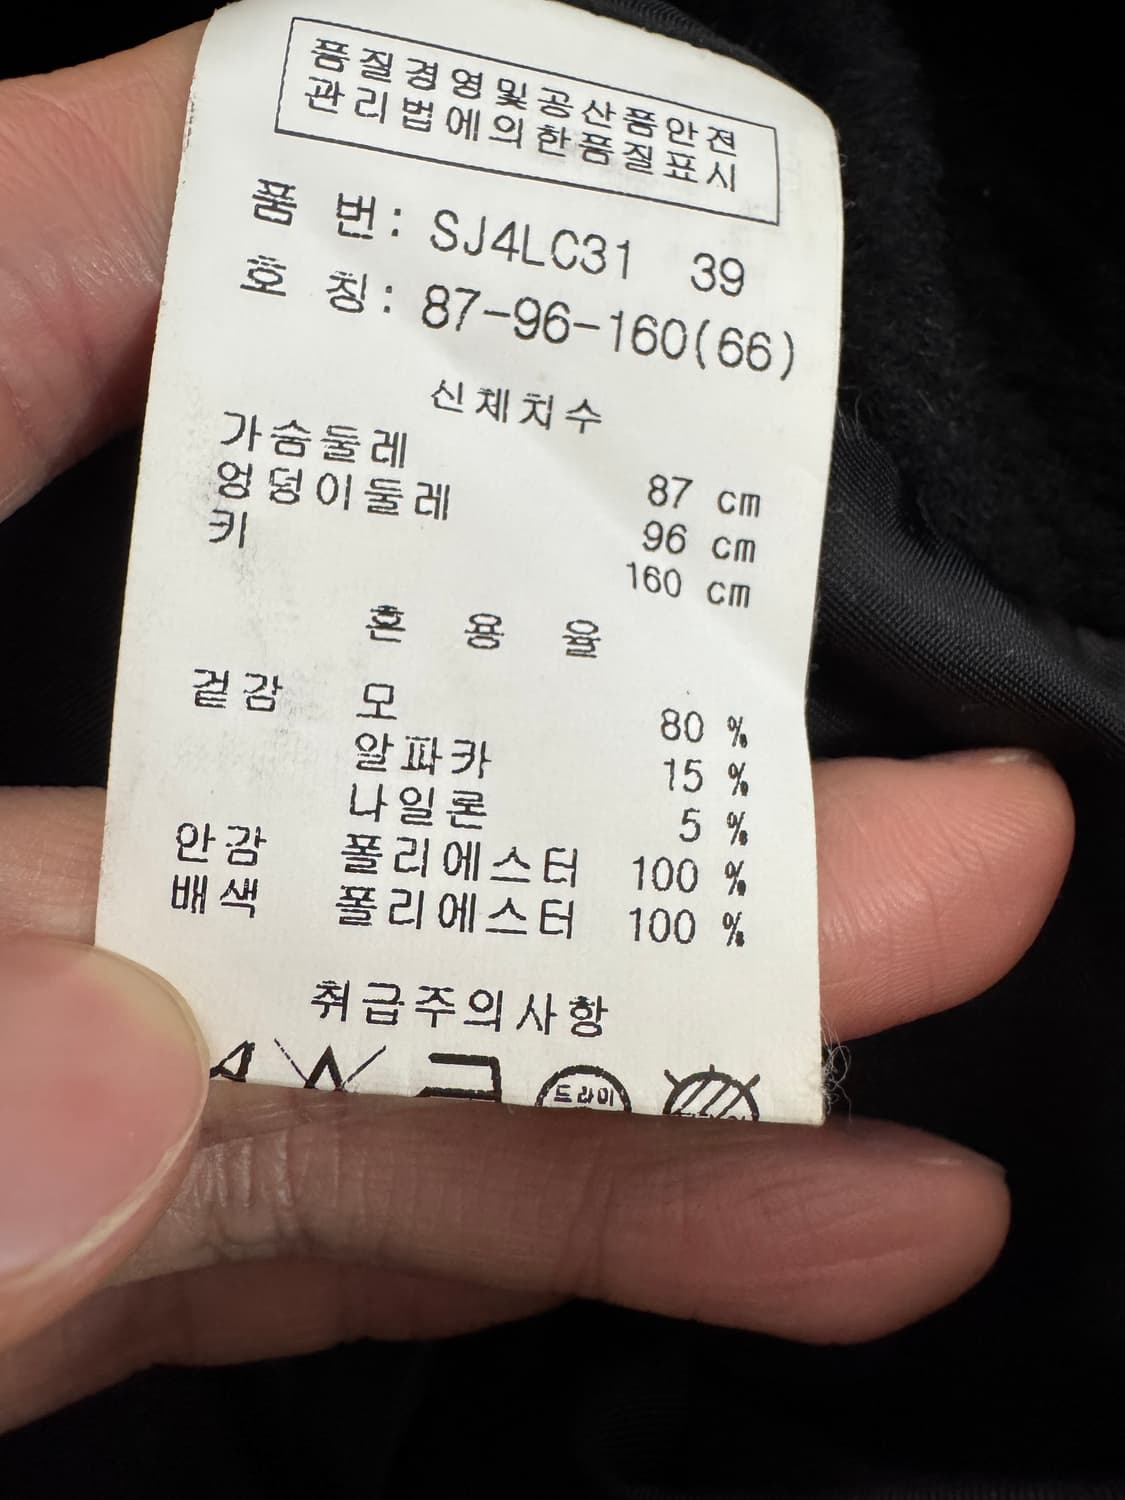 품질경영및공산품안전
관리법에의한품질표시
품 번: SJ4LC31 39
호 칭: 87-96-160(66)
신체치수
가슴둘레 87 cm
엉덩이둘레 96 cm
키 160 cm
혼 용 율
겉감 모 80 %
알파카 15 %
나일론 5 %
안감 폴리에스터 100 %
배색 폴리에스터 100 %
취급주의사항
드라이